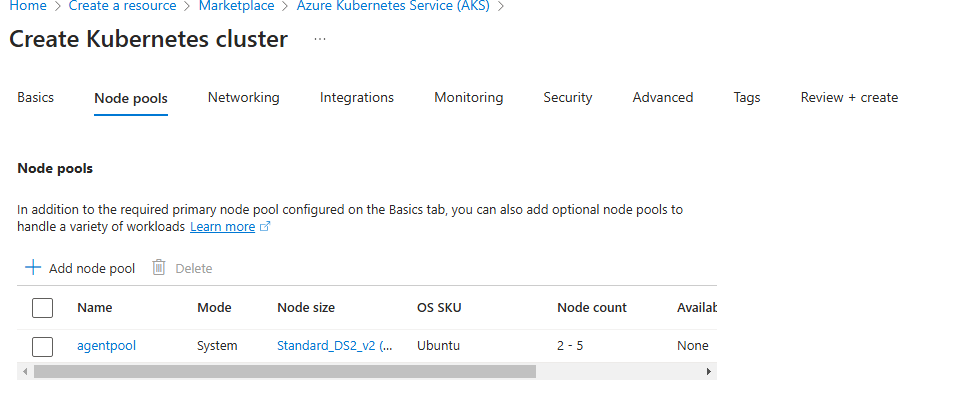 Home > Create a resource > Marketplace > Azure Kubernetes Service (AKS) >
Create Kubernetes cluster ...
Basics Node pools Networking Integrations Monitoring Security Advanced Tags Review + create
Node pools
In addition to the required primary node pool configured on the Basics tab, you can also add optional node pools to
handle a variety of workloads Learn more
+ Add node pool Delete
Name Mode Node size OS SKU Node count Availab
agentpool System Standard_DS2_v2 (... Ubuntu 2 - 5 None